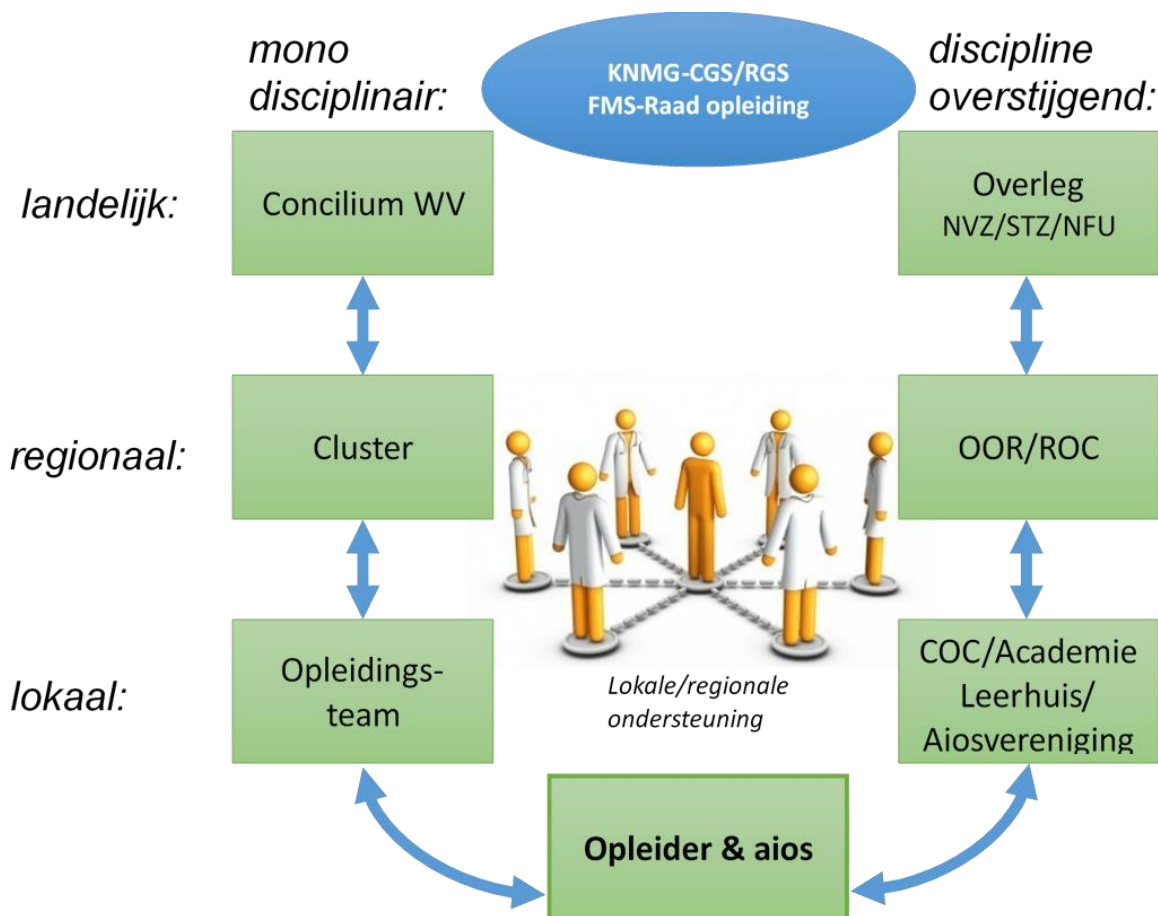 mono
disciplinair:
KNMG-CGS/RGS
FMS-Raad opleiding
discipline
overstijgend:
landelijk:
Concilium WV
Overleg
NVZ/STZ/NFU
regionaal:
Cluster
OOR/ROC
lokaal:
Opleidings-
team
Lokale/regionale
ondersteuning
COC/Academie
Leerhuis/
Aiosvereniging
Opleider & aios